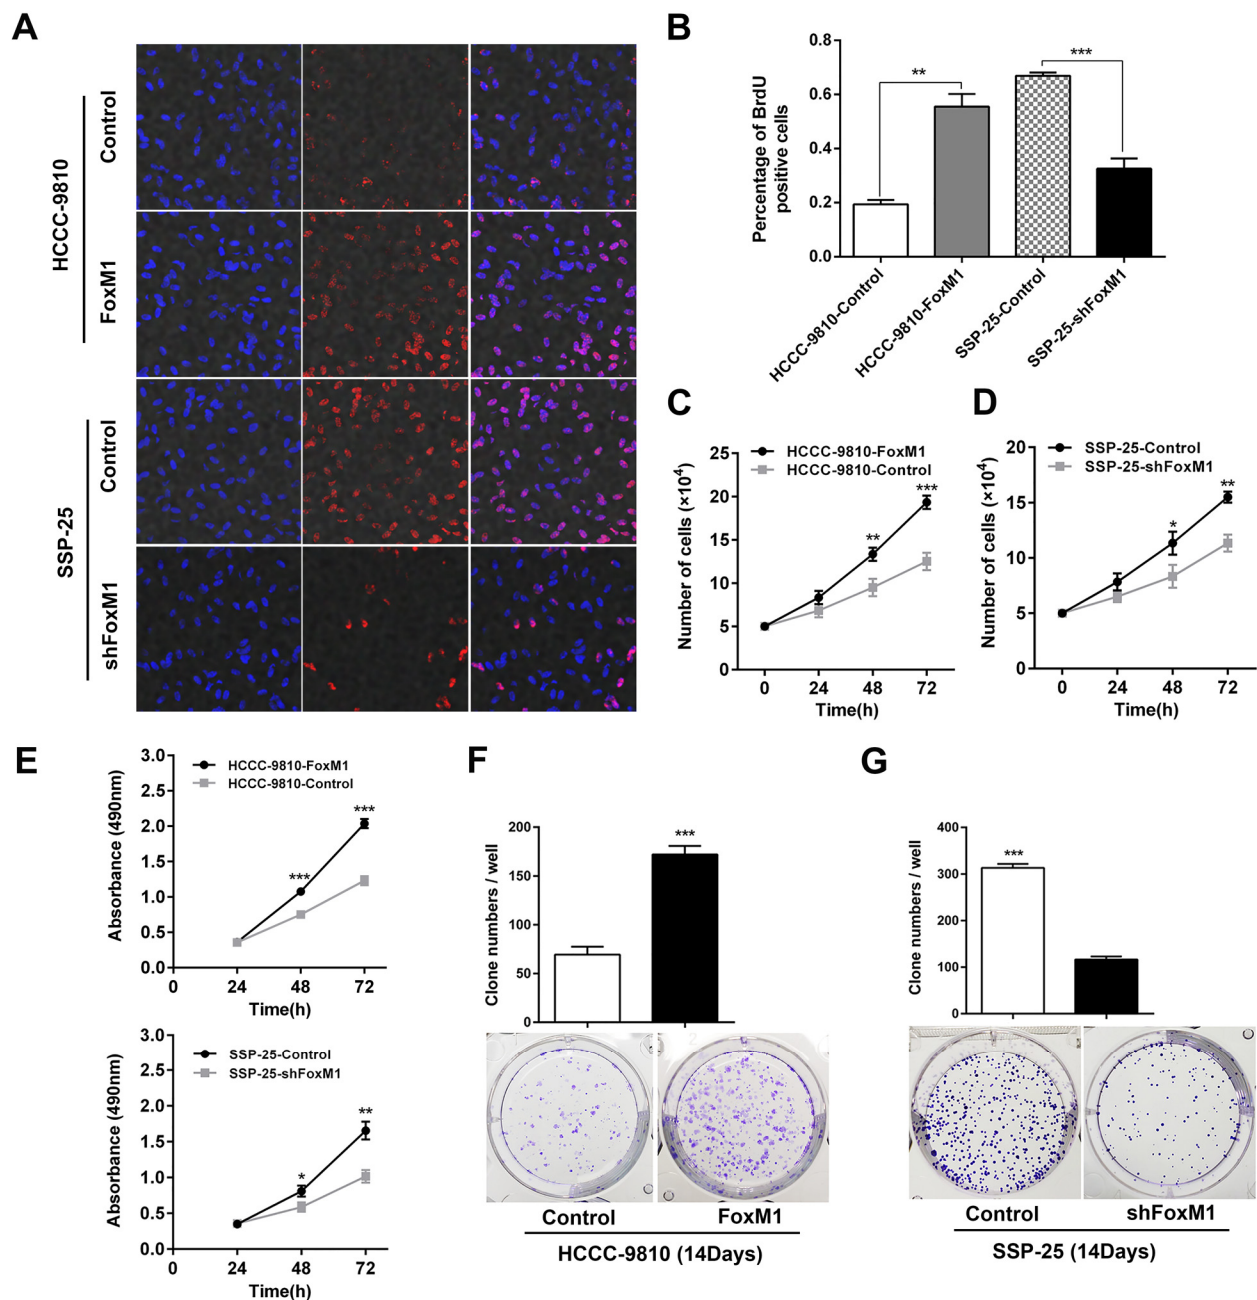 A
HCCC-9810
Control
FoxM1
SSP-25
Control
shFoxM1
B
Percentage of BrdU
positive cells
0.8
0.6
0.4
0.2
0.0
**
***
HCCC-9810-Control
HCCC-9810-FoxM1
SSP-25-Control
SSP-25-shFoxM1
C
Number of cells (×10⁴)
25
20
15
10
5
0
HCCC-9810-FoxM1
HCCC-9810-Control
**
***
0 24 48 72
Time(h)
D
Number of cells (×10⁴)
20
15
10
5
0
SSP-25-Control
SSP-25-shFoxM1
*
**
0 24 48 72
Time(h)
E
Absorbance (490nm)
3.0
2.5
2.0
1.5
1.0
0.5
0.0
HCCC-9810-FoxM1
HCCC-9810-Control
***
***
0 24 48 72
Time(h)
Absorbance (490nm)
3.0
2.5
2.0
1.5
1.0
0.5
0.0
SSP-25-Control
SSP-25-shFoxM1
*
**
0 24 48 72
Time(h)
F
Clone numbers / well
200
150
100
50
0
***
Control FoxM1
HCCC-9810 (14Days)
G
Clone numbers / well
400
300
200
100
0
***
Control shFoxM1
SSP-25 (14Days)